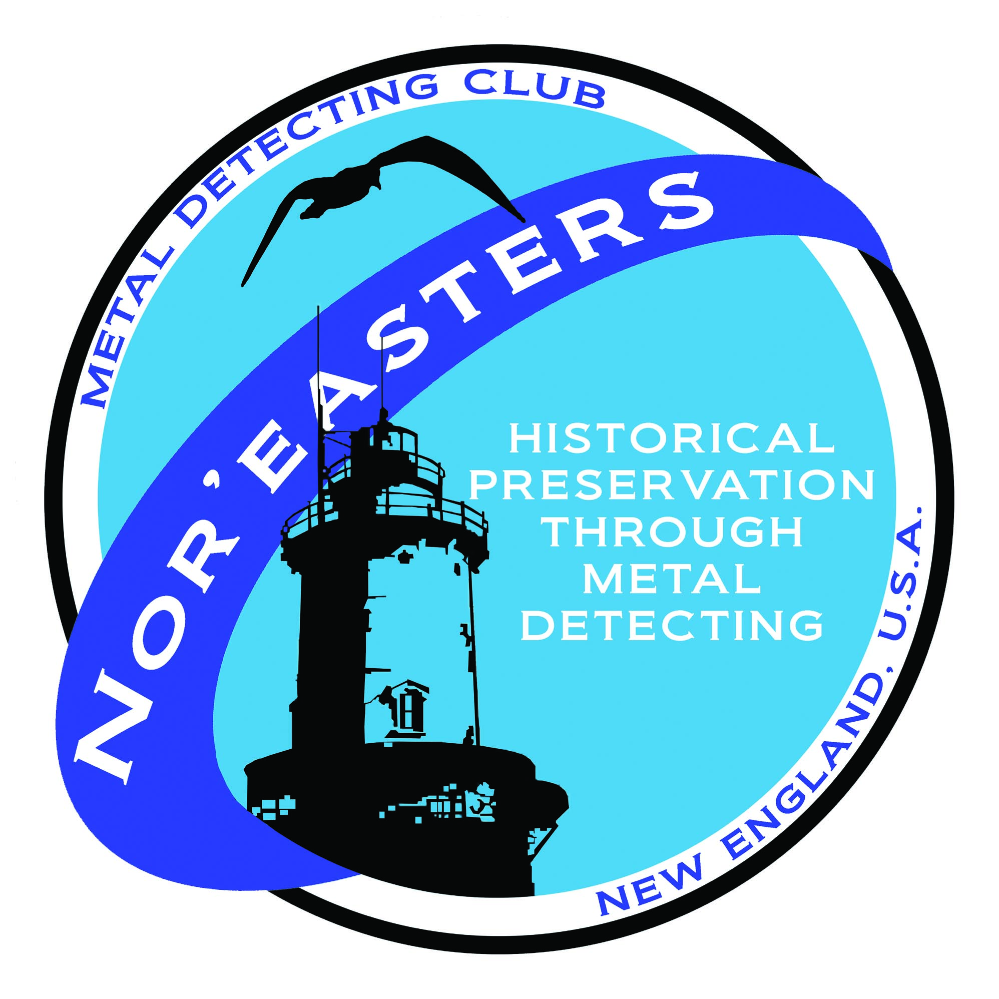 METAL DETECTING CLUB
NOR'EASTERS
HISTORICAL
PRESERVATION
THROUGH
METAL
DETECTING
NEW ENGLAND, U.S.A.